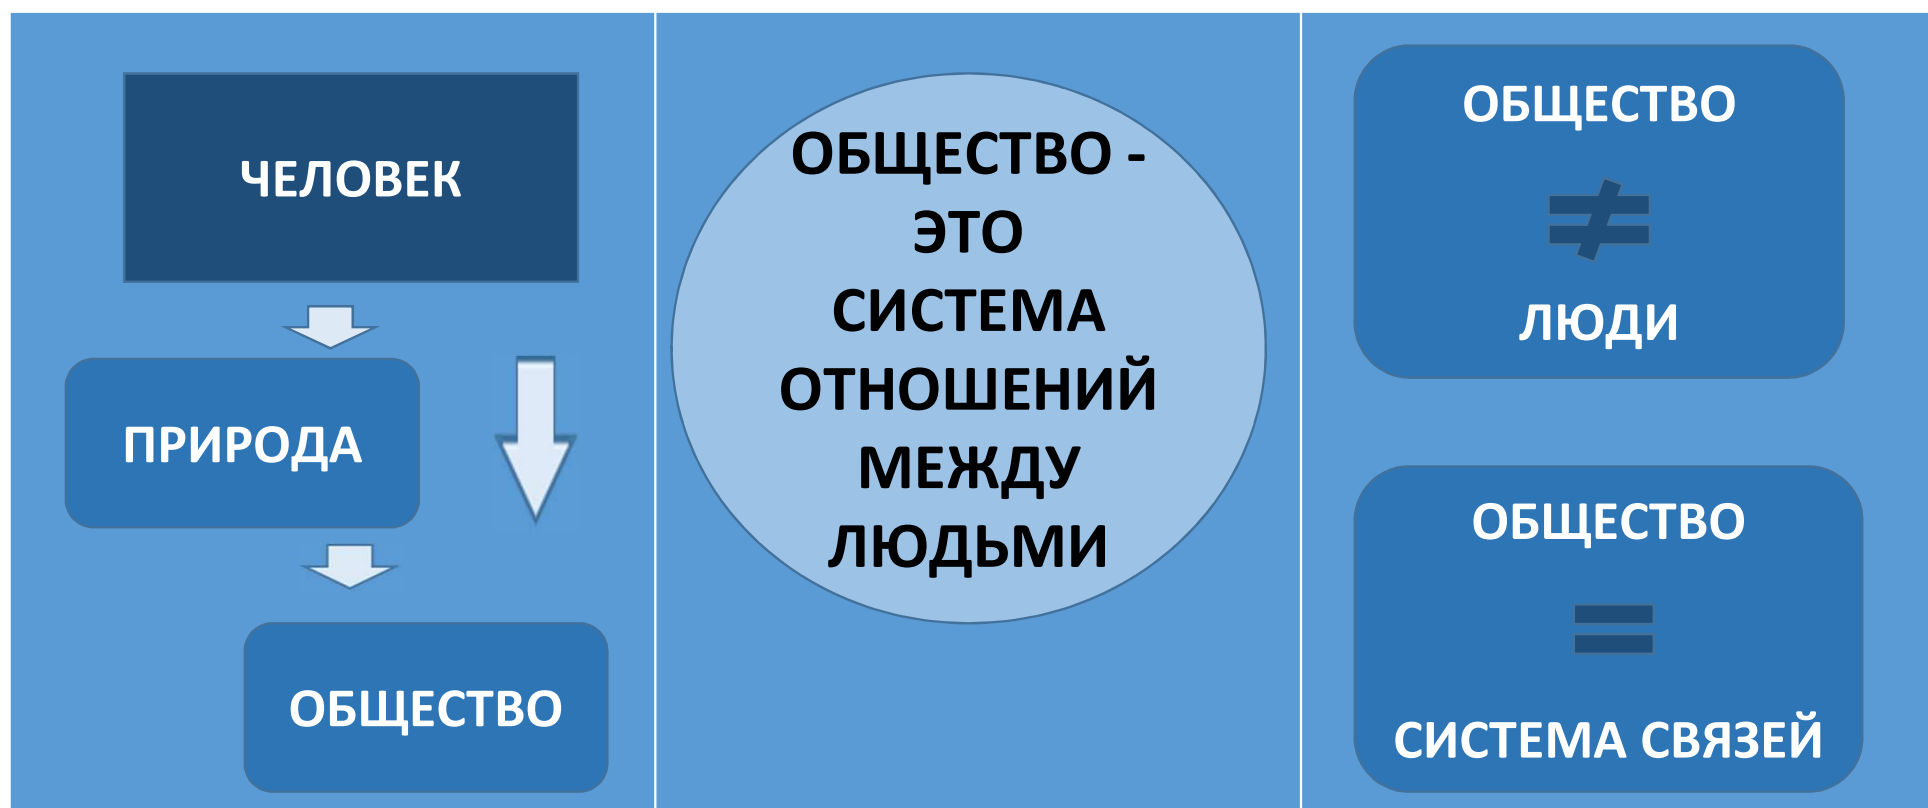 ЧЕЛОВЕК
ПРИРОДА
ОБЩЕСТВО
ОБЩЕСТВО -
ЭТО
СИСТЕМА
ОТНОШЕНИЙ
МЕЖДУ
ЛЮДЬМИ
ОБЩЕСТВО
≠
ЛЮДИ
ОБЩЕСТВО
=
СИСТЕМА СВЯЗЕЙ